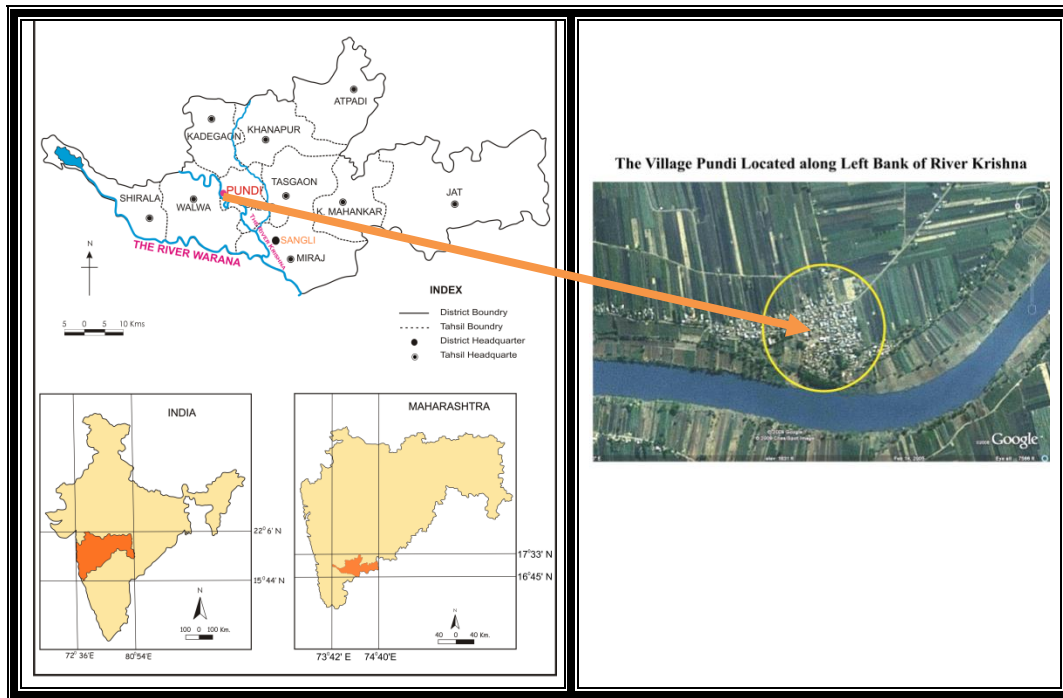 ATPADI
KADEGAON
KHANAPUR
TASGAON
PUNDI
JAT
SHIRALA
WALWA
K. MAHANKAR
THE RIVER KRISHNA
SANGLI
THE RIVER WARANA
MIRAJ
N
INDEX
District Boundry
Tahsil Boundry
District Headquarter
Tahsil Headquarte
5 0 5 10 Kms
INDIA
22° 6' N
15°44' N
N
100 0 100 Km.
72° 36'E 80°54'E
MAHARASHTRA
17°33' N
16°45' N
N
40 0 40 Km.
73°42' E 74°40'E
The Village Pundi Located along Left Bank of River Krishna
Google